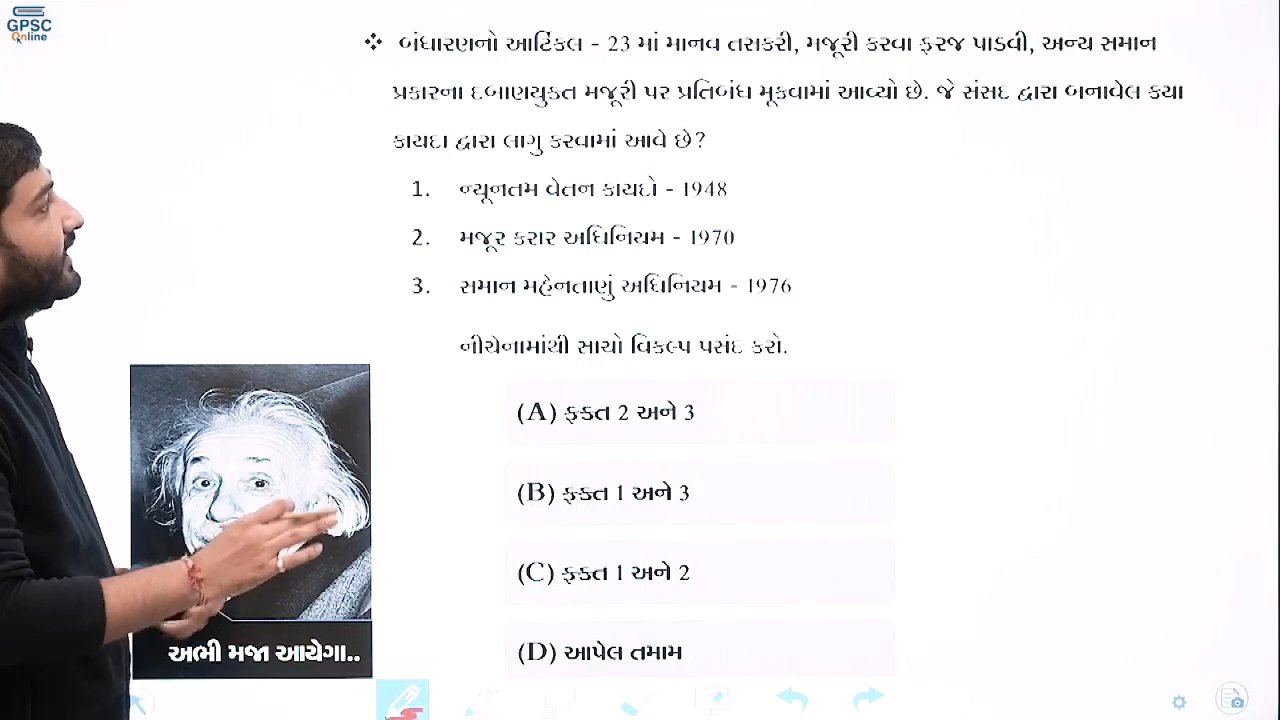 GPSC
Online
❖ બંધારણનો આર્ટિકલ - 23 માં માનવ તસકરી, મજૂરી કરવા ફરજ પાડવી, અન્ય સમાન
પ્રકારના દબાણયુક્ત મજૂરી પર પ્રતિબંધ મૂકવામાં આવ્યો છે. જે સંસદ દ્વારા બનાવેલ કયા
કાયદા દ્વારા લાગુ કરવામાં આવે છે?
1. ન્યૂનતમ વેતન કાયદો - 1948
2. મજૂર કરાર અધિનિયમ - 1970
3. સમાન મહેનતાણું અધિનિયમ - 1976
નીચેનામાંથી સાચો વિકલ્પ પસંદ કરો.
(A) ફક્ત 2 અને 3
(B) ફક્ત 1 અને 3
(C) ફક્ત 1 અને 2
(D) આપેલ તમામ
અભી મજા આયેગા..